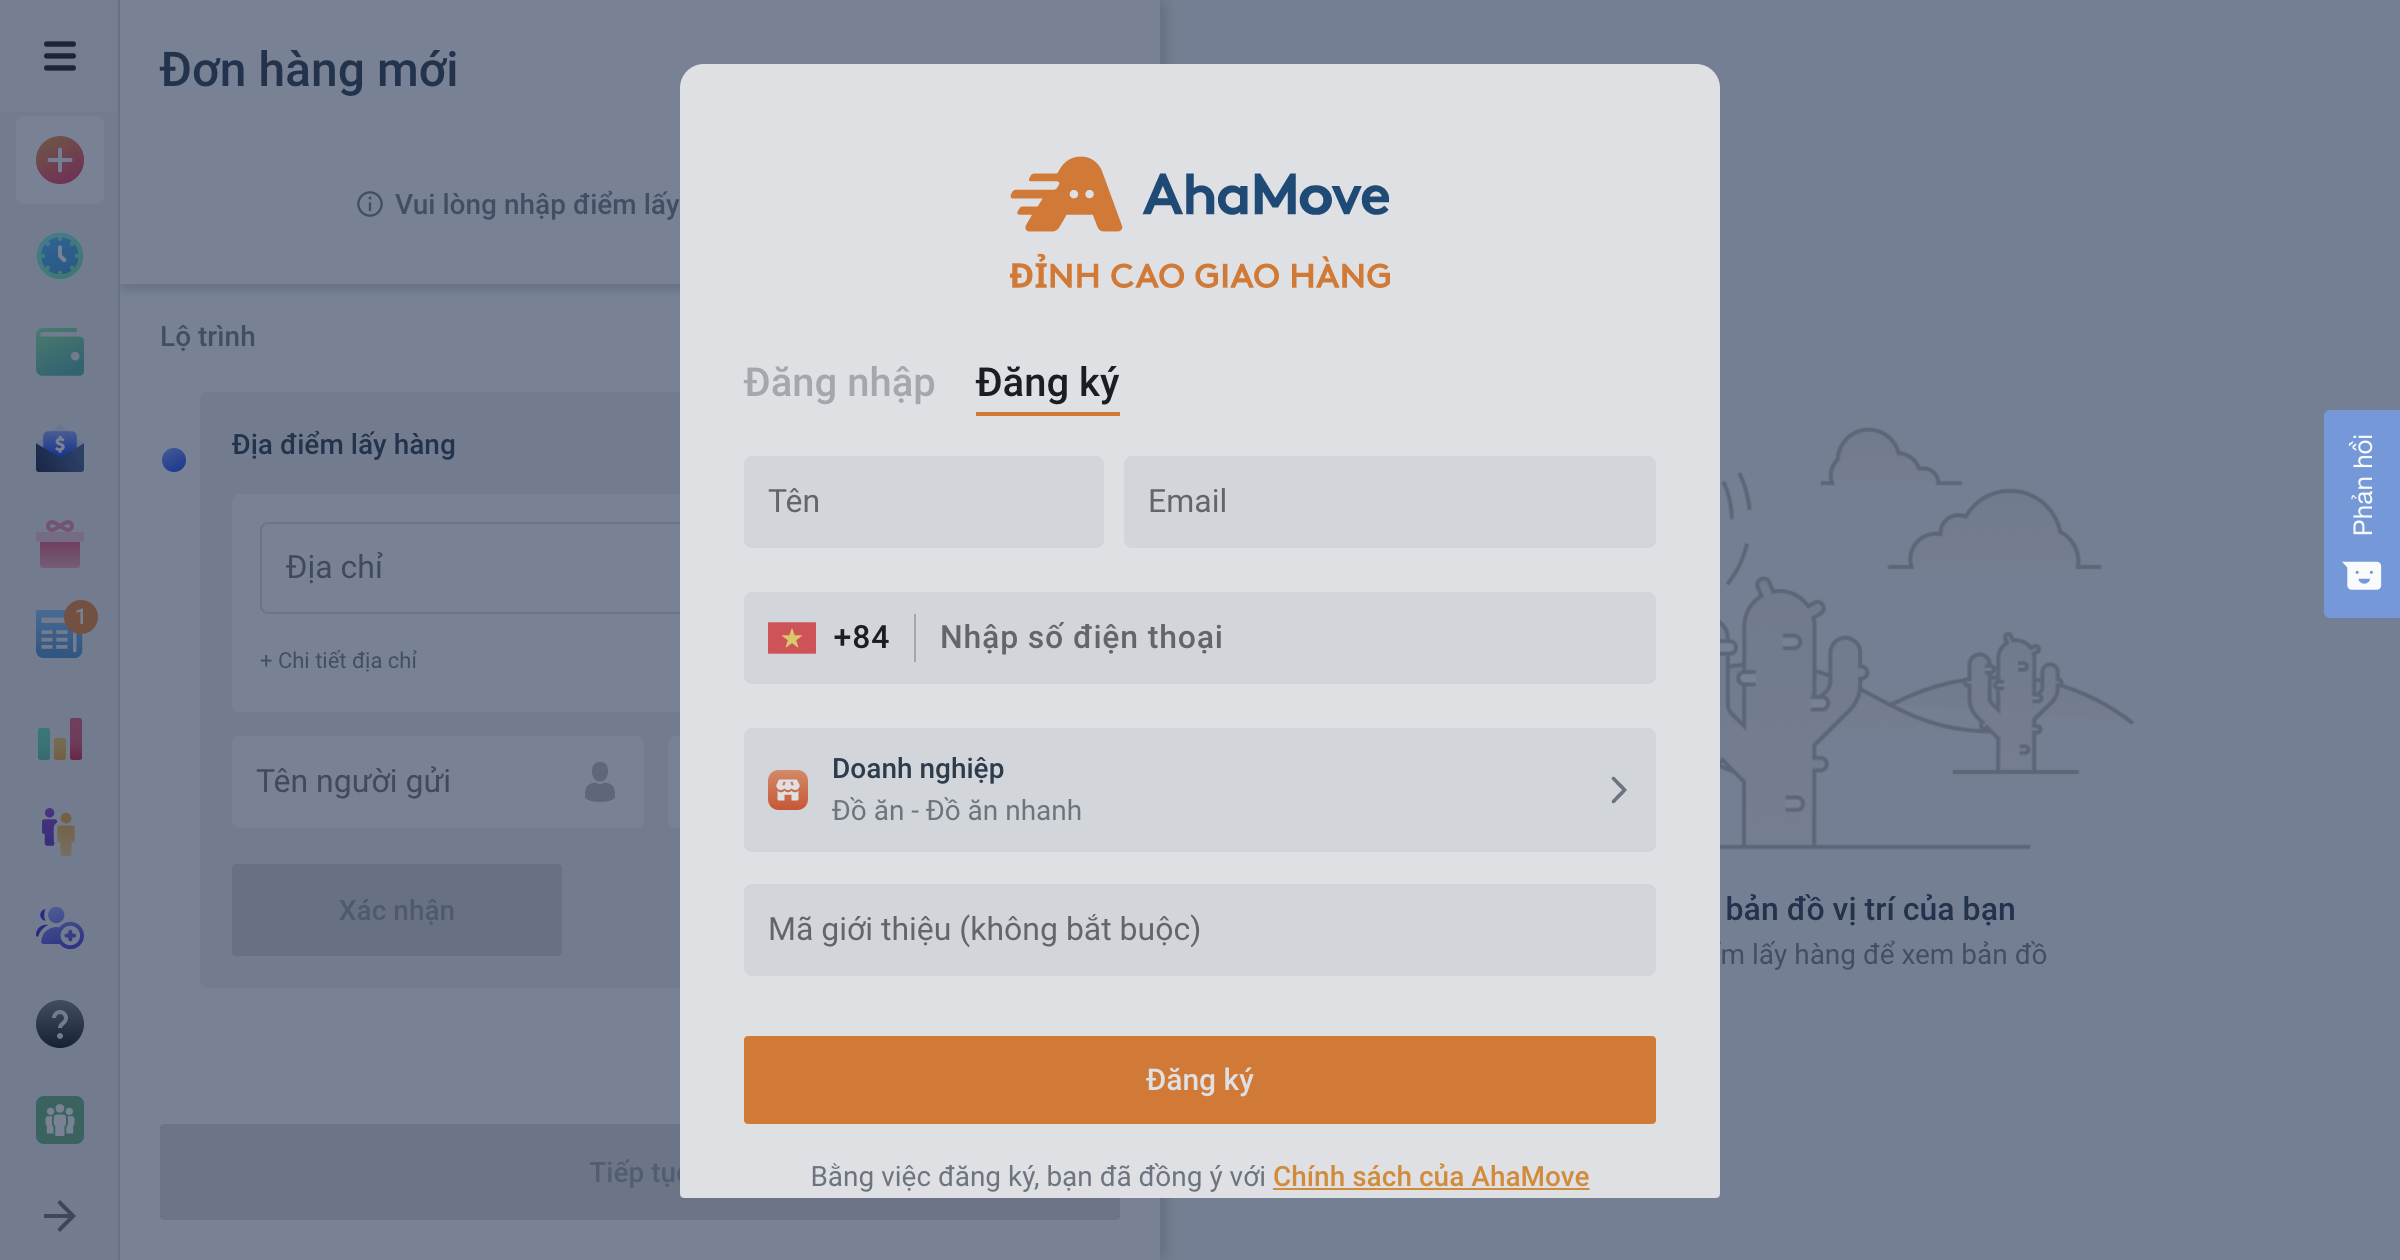 Đơn hàng mới
Vui lòng nhập điểm lấy
Lộ trình
Địa điểm lấy hàng
Địa chỉ
+ Chi tiết địa chỉ
Tên người gửi
Xác nhận
Tiếp tục
$
1
?
AhaMove
ĐỈNH CAO GIAO HÀNG
Đăng nhập Đăng ký
Tên Email
+84 Nhập số điện thoại
Doanh nghiệp
Đồ ăn - Đồ ăn nhanh
Mã giới thiệu (không bắt buộc)
Đăng ký
Bằng việc đăng ký, bạn đã đồng ý với Chính sách của AhaMove
bản đồ vị trí của bạn
lấy hàng để xem bản đồ
Phản hồi